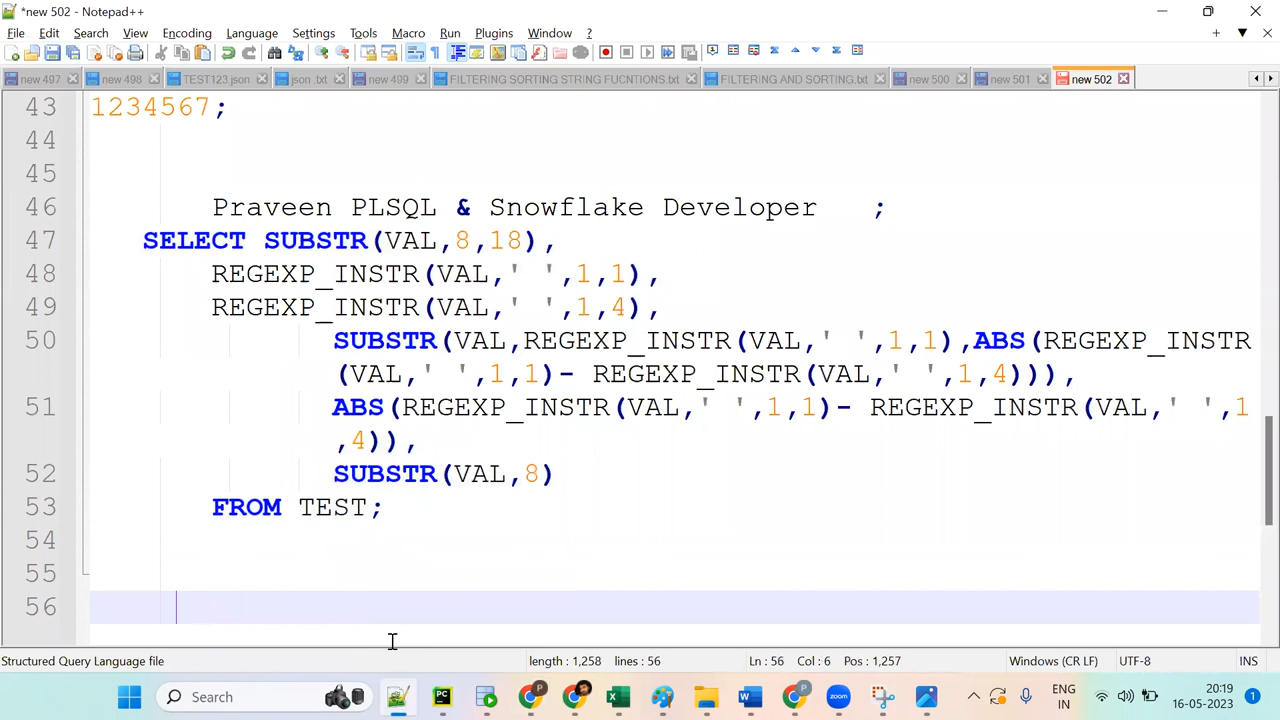 *new 502 - Notepad++
File Edit Search View Encoding Language Settings Tools Macro Run Plugins Window ?
new 497 new 498 TEST123.json json .txt new 499 FILTERING SORTING STRING FUCNTIONS.txt FILTERING AND SORTING.txt new 500 new 501 new 502
43 1234567;
44
45
46 Praveen PLSQL & Snowflake Developer ;
47 SELECT SUBSTR(VAL,8,18),
48 REGEXP_INSTR(VAL,' ',1,1),
49 REGEXP_INSTR(VAL,' ',1,4),
50 SUBSTR(VAL,REGEXP_INSTR(VAL,' ',1,1),ABS(REGEXP_INSTR
(VAL,' ',1,1)- REGEXP_INSTR(VAL,' ',1,4))),
51 ABS(REGEXP_INSTR(VAL,' ',1,1)- REGEXP_INSTR(VAL,' ',1
,4)),
52 SUBSTR(VAL,8)
53 FROM TEST;
54
55
56
Structured Query Language file length : 1,258 lines : 56 Ln : 56 Col : 6 Pos : 1,257 Windows (CR LF) UTF-8 INS
Search ENG 20:19
IN 16-05-2023 1